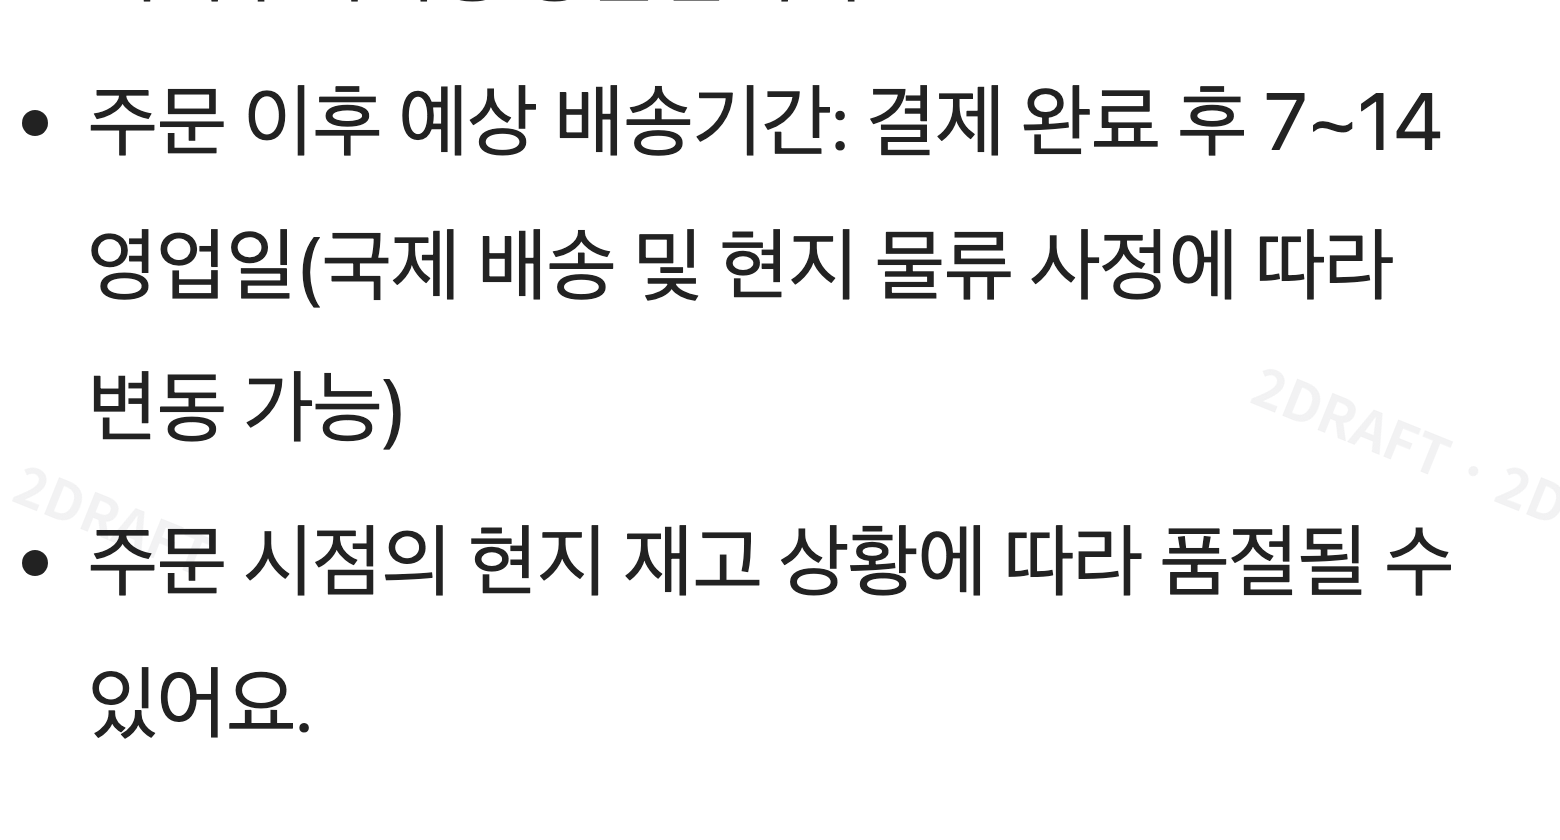 • 주문 이후 예상 배송기간: 결제 완료 후 7~14
영업일(국제 배송 및 현지 물류 사정에 따라
변동 가능)
2DRAFT · 2D
2DRAFT
• 주문 시점의 현지 재고 상황에 따라 품절될 수
있어요.